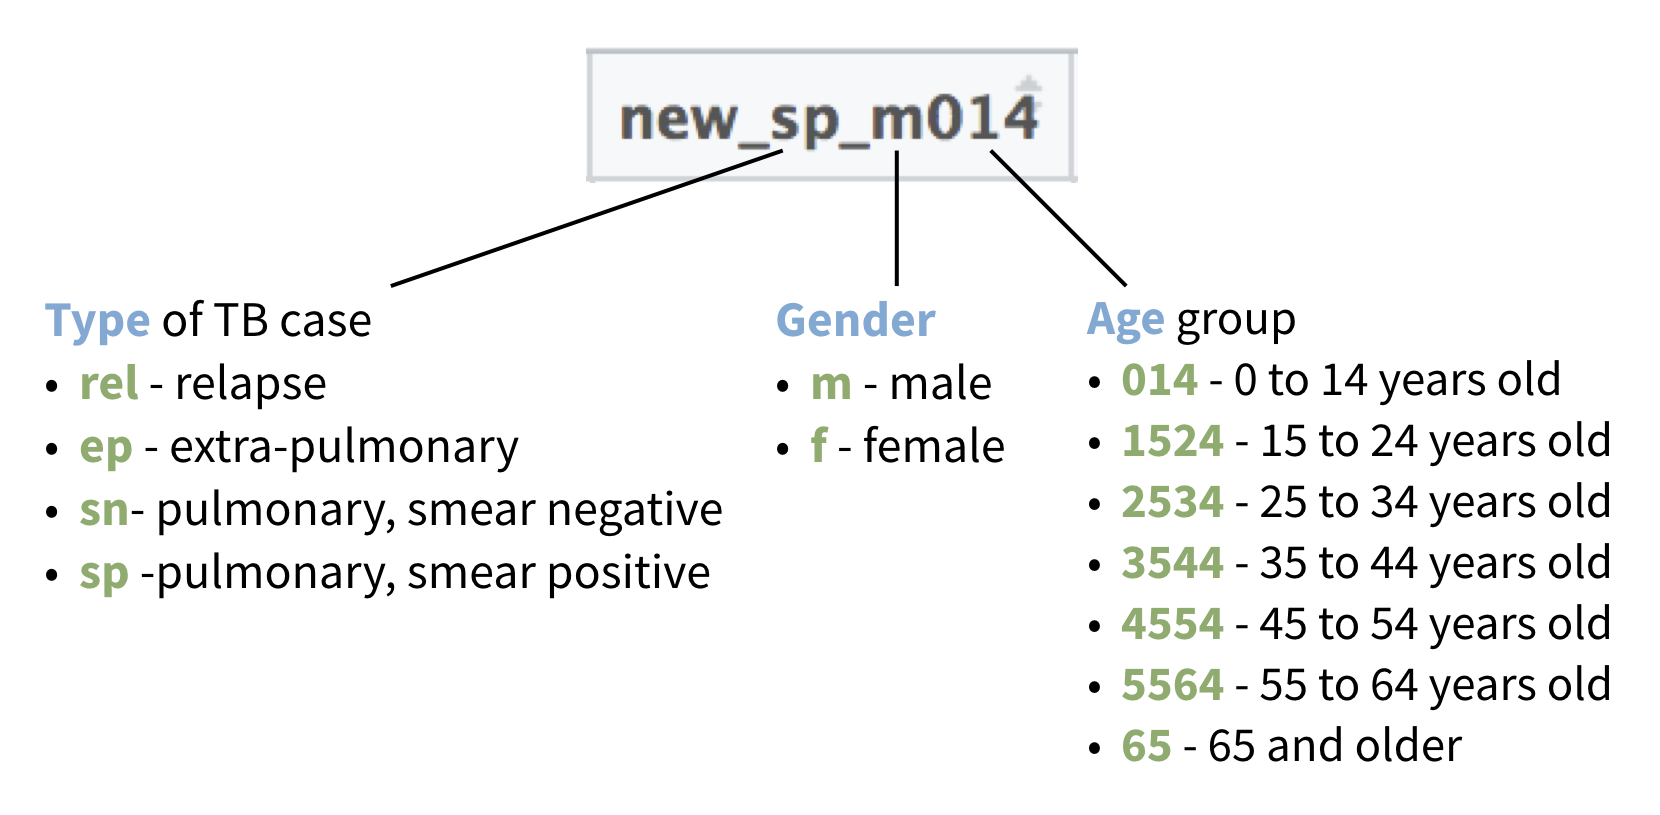 new_sp_m014
Type of TB case
• rel - relapse
• ep - extra-pulmonary
• sn- pulmonary, smear negative
• sp -pulmonary, smear positive
Gender
• m - male
• f - female
Age group
• 014 - 0 to 14 years old
• 1524 - 15 to 24 years old
• 2534 - 25 to 34 years old
• 3544 - 35 to 44 years old
• 4554 - 45 to 54 years old
• 5564 - 55 to 64 years old
• 65 - 65 and older